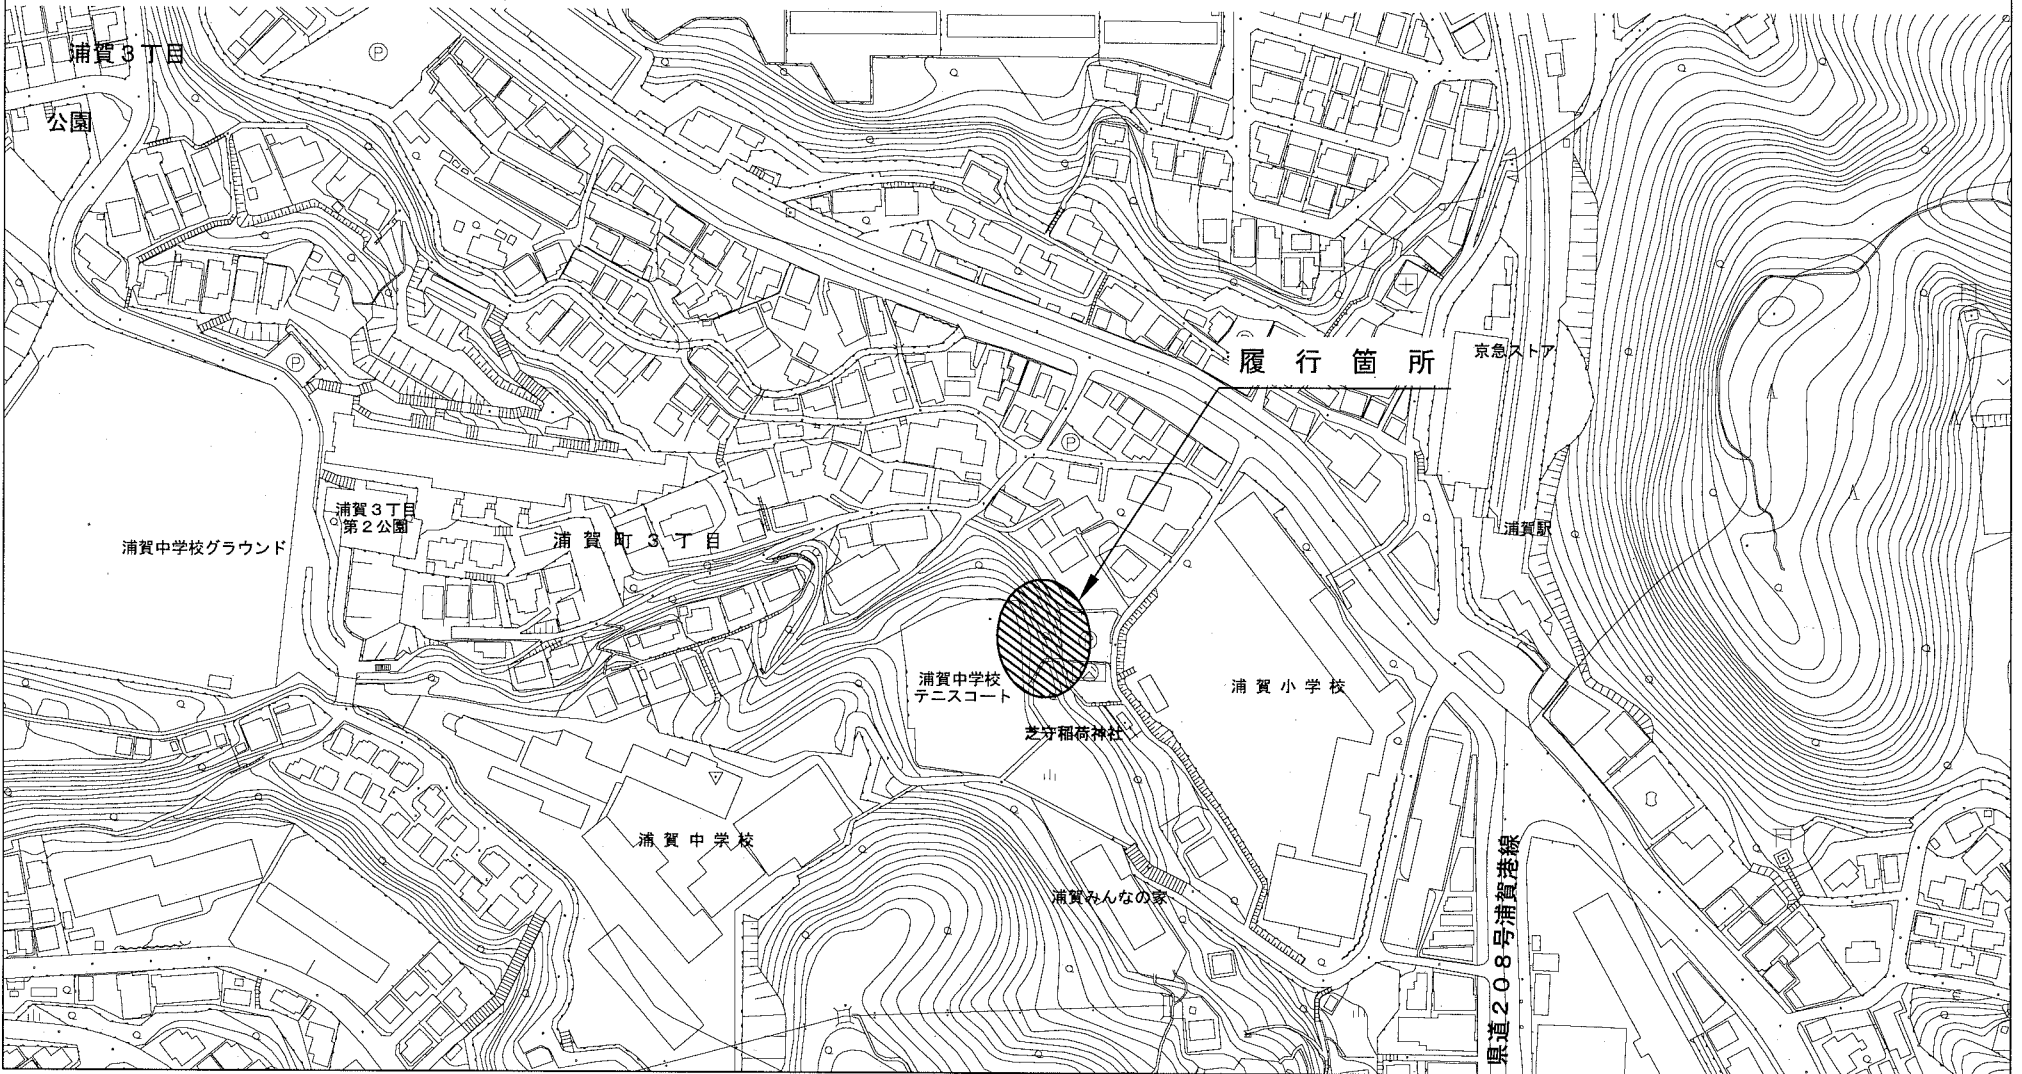 浦賀3丁目
Ｐ
公園
履行箇所
京急ストア
Ｐ
Ｐ
浦賀3丁目
第2公園
浦賀中学校グラウンド
浦賀町3丁目
浦賀駅
浦賀中学校
テニスコート
浦賀小学校
芝守稲荷神社
浦賀中学校
浦賀みんなの家
県道208号浦賀港線